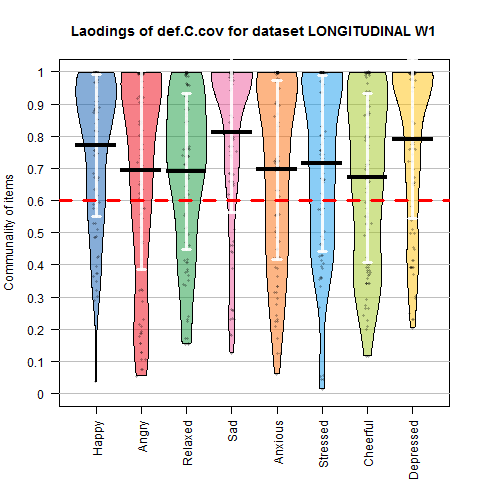 Laodings of def.C.cov for dataset LONGITUDINAL W1
Communality of items
1
0.9
0.8
0.7
0.6
0.5
0.4
0.3
0.2
0.1
0
Happy
Angry
Relaxed
Sad
Anxious
Stressed
Cheerful
Depressed